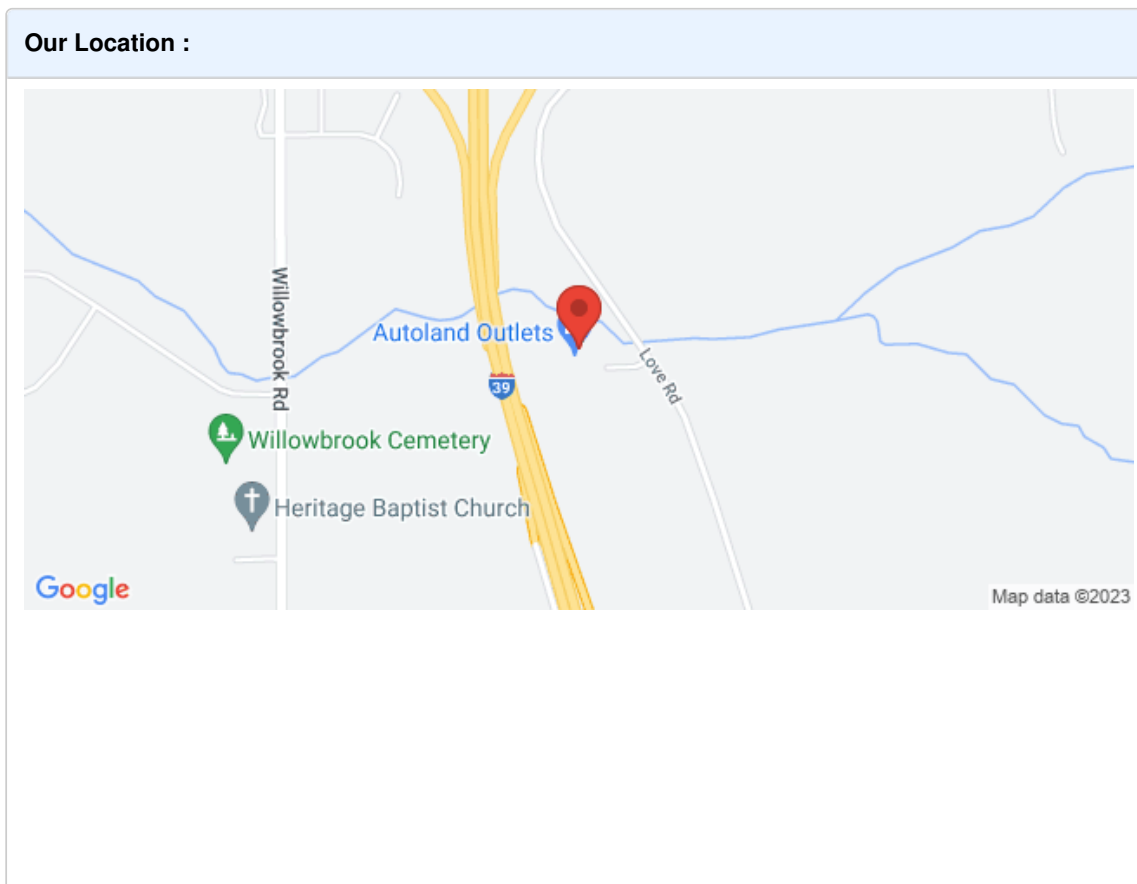 Our Location :
Willowbrook Rd
Autoland Outlets
Love Rd
39
Willowbrook Cemetery
Heritage Baptist Church
Google
Map data ©2023